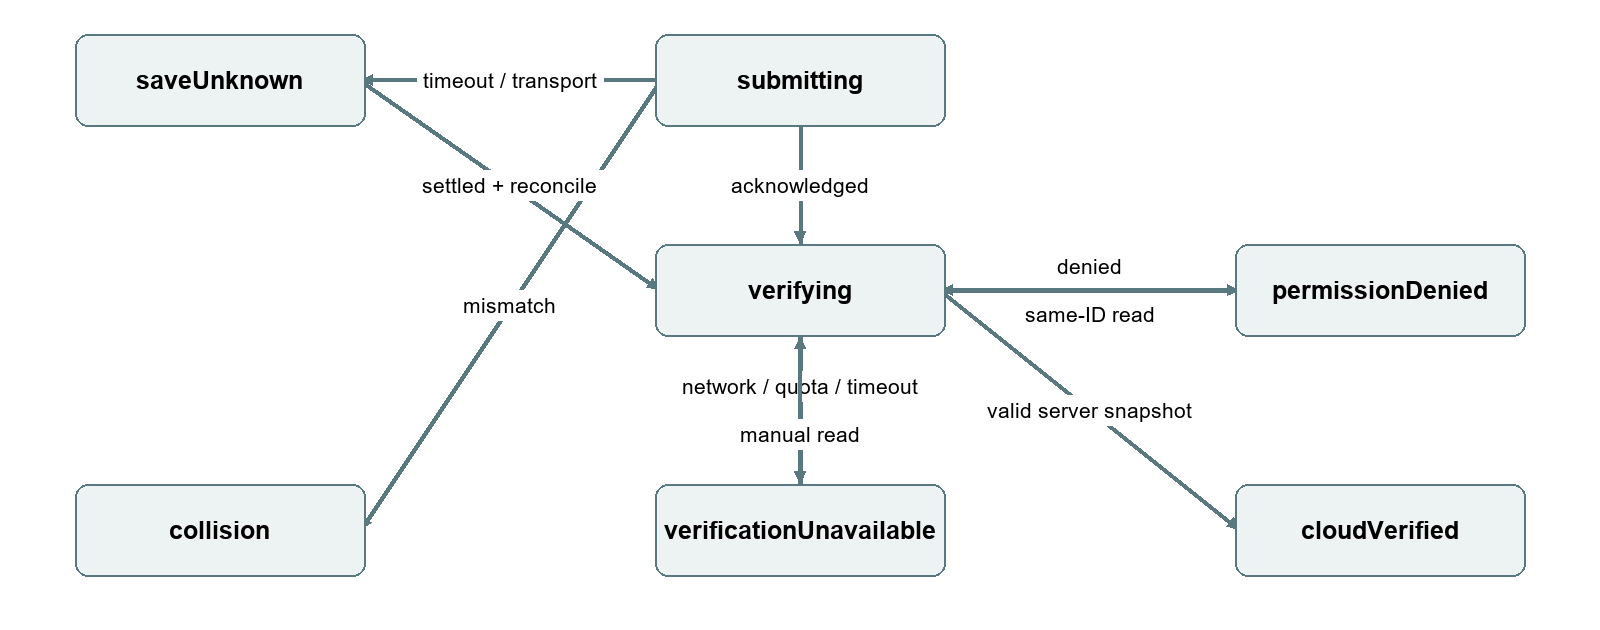 saveUnknown
timeout / transport
submitting
settled + reconcile
acknowledged
denied
verifying
permissionDenied
mismatch
same-ID read
network / quota / timeout
valid server snapshot
manual read
collision
verificationUnavailable
cloudVerified